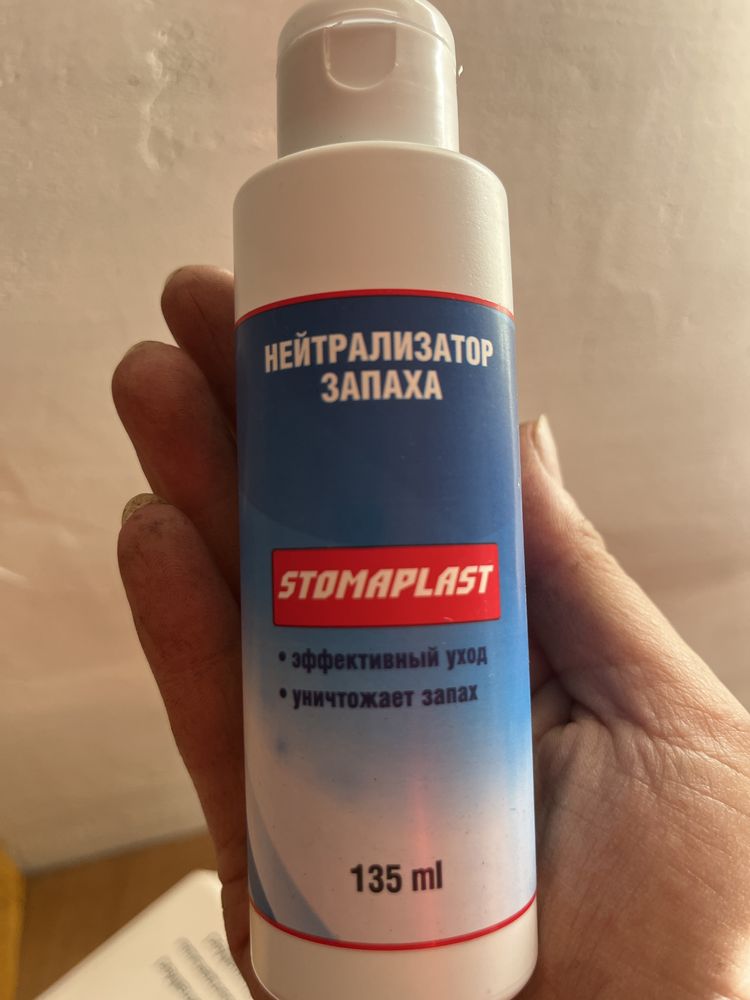 НЕЙТРАЛИЗАТОР
ЗАПАХА
STOMAPLAST
• эффективный уход
• уничтожает запах
135 ml